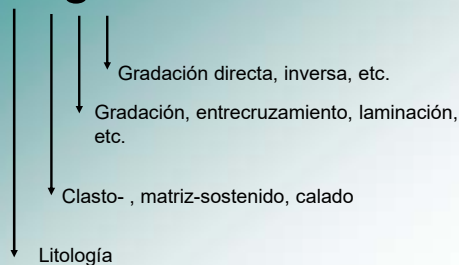 Gradación directa, inversa, etc.
Gradación, entrecruzamiento, laminación,
etc.
Clasto- , matriz-sostenido, calado
Litología